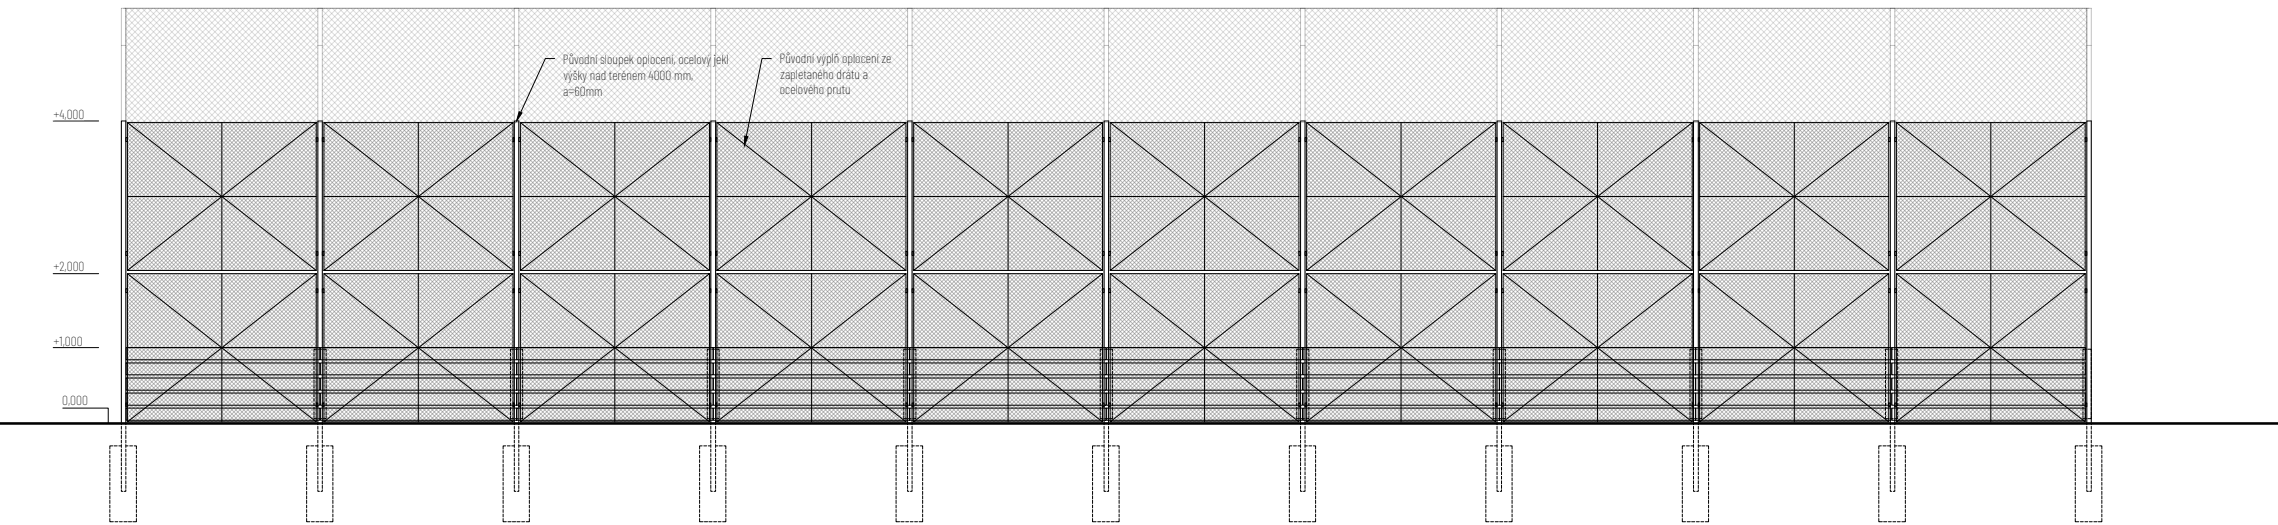 Původní sloupek oplocení, ocelový jekl
výšky nad terénem 4000 mm,
a=60mm
Původní výplň oplocení ze
zapletaného drátu a
ocelového prutu
+4,000
+2,000
+1,000
0,000